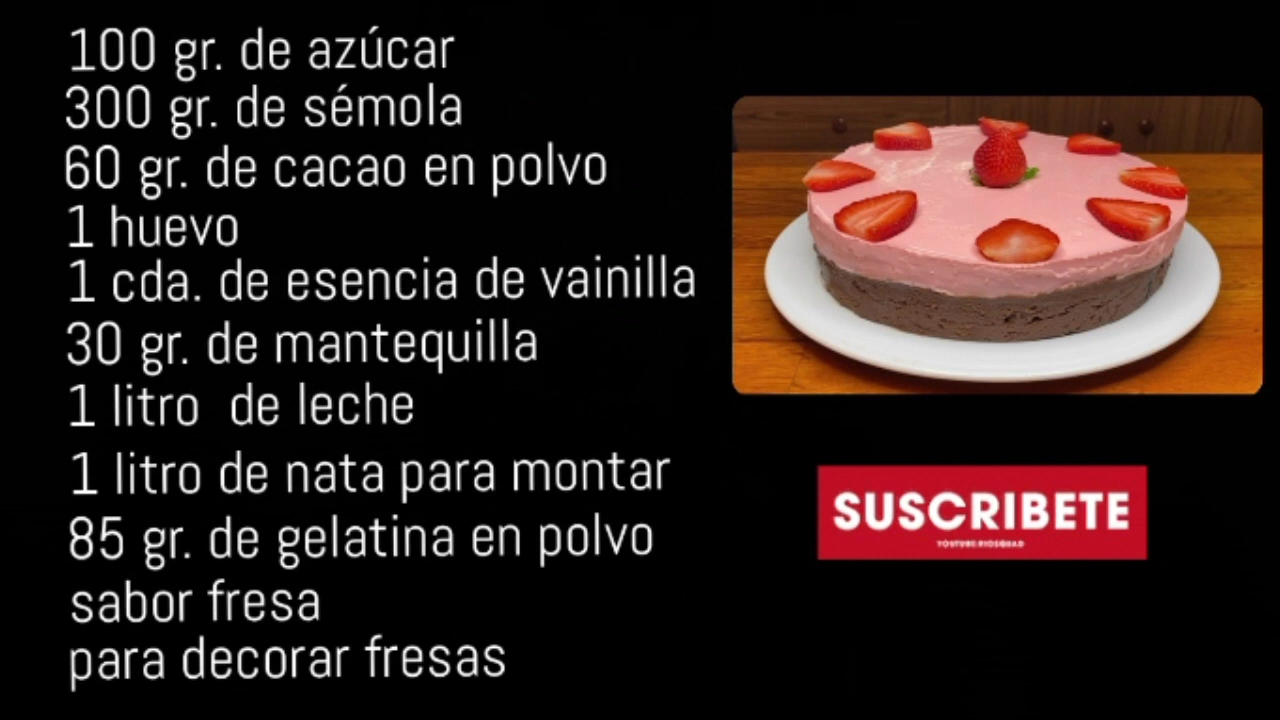 100 gr. de azúcar
300 gr. de sémola
60 gr. de cacao en polvo
1 huevo
1 cda. de esencia de vainilla
30 gr. de mantequilla
1 litro de leche
1 litro de nata para montar
85 gr. de gelatina en polvo
sabor fresa
para decorar fresas
SUSCRIBETE